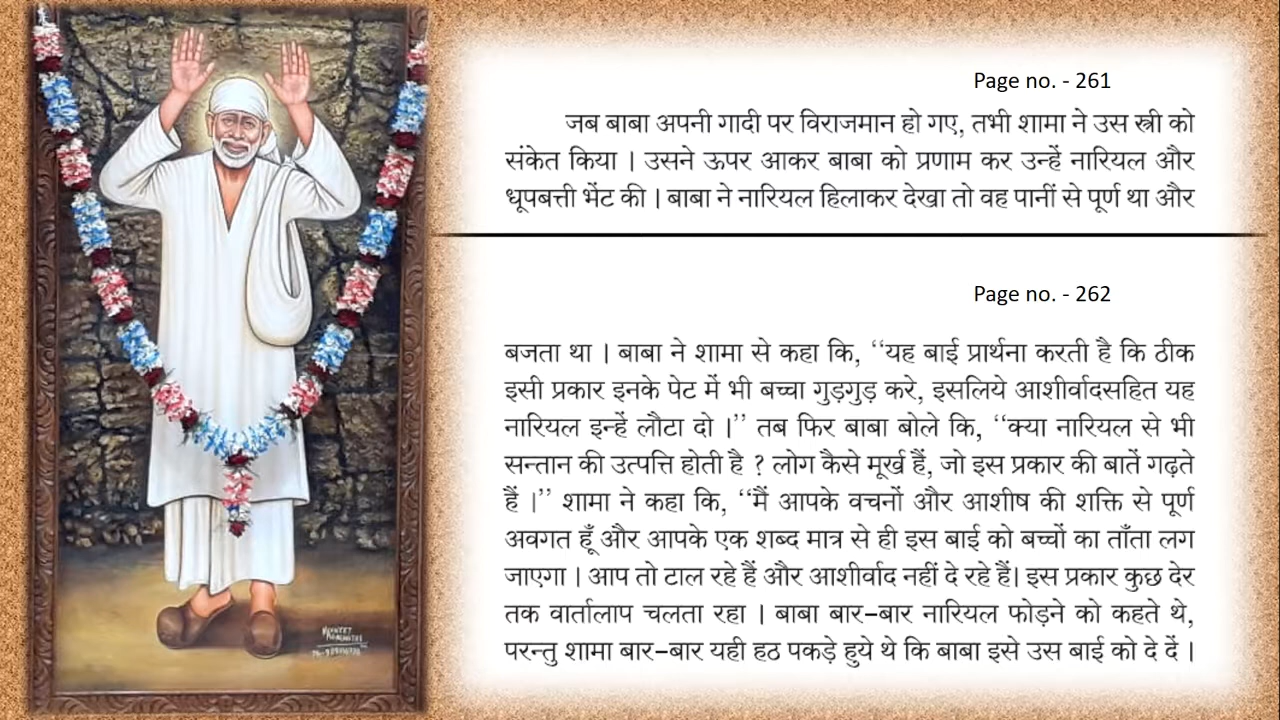 Page no. - 261
जब बाबा अपनी गादी पर विराजमान हो गए, तभी शामा ने उस स्त्री को
संकेत किया । उसने ऊपर आकर बाबा को प्रणाम कर उन्हें नारियल और
धूपबत्ती भेंट की । बाबा ने नारियल हिलाकर देखा तो वह पानीं से पूर्ण था और
Page no. - 262
बजता था । बाबा ने शामा से कहा कि, ‘‘यह बाई प्रार्थना करती है कि ठीक
इसी प्रकार इनके पेट में भी बच्चा गुड़गुड़ करे, इसलिये आशीर्वादसहित यह
नारियल इन्हें लौटा दो ।’’ तब फिर बाबा बोले कि, ‘‘क्या नारियल से भी
सन्तान की उत्पत्ति होती है ? लोग कैसे मूर्ख हैं, जो इस प्रकार की बातें गढ़ते
हैं ।’’ शामा ने कहा कि, ‘‘मैं आपके वचनों और आशीष की शक्ति से पूर्ण
अवगत हूँ और आपके एक शब्द मात्र से ही इस बाई को बच्चों का ताँता लग
जाएगा । आप तो टाल रहे हैं और आशीर्वाद नहीं दे रहे हैं। इस प्रकार कुछ देर
तक वार्तालाप चलता रहा । बाबा बार-बार नारियल फोड़ने को कहते थे,
परन्तु शामा बार-बार यही हठ पकड़े हुये थे कि बाबा इसे उस बाई को दे दें ।